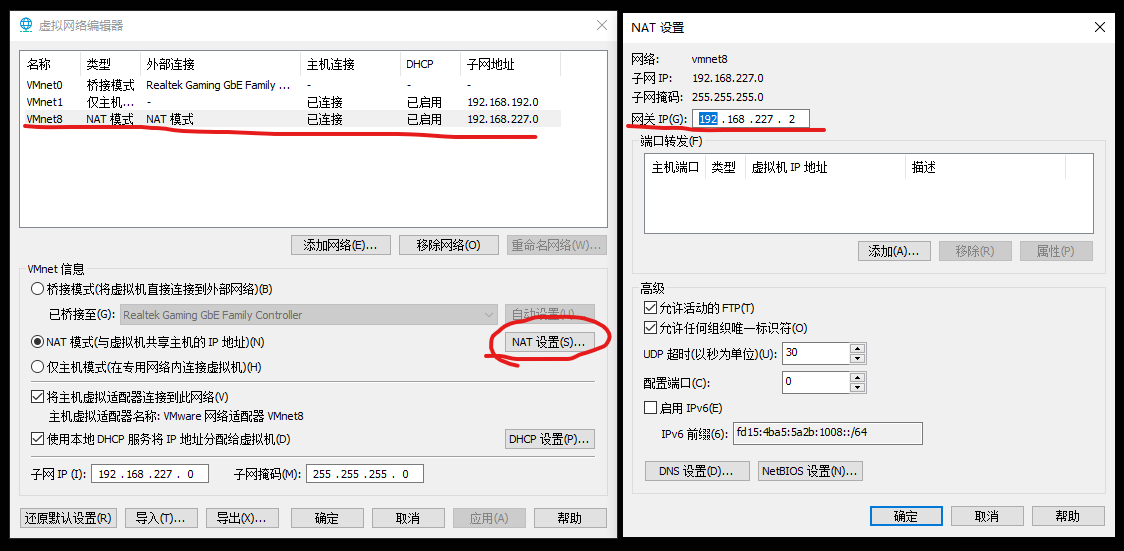 虚拟网络编辑器
名称 类型 外部连接 主机连接 DHCP 子网地址
VMnet0 桥接模式 Realtek Gaming GbE Family ... - - -
VMnet1 仅主机... - 已连接 已启用 192.168.192.0
VMnet8 NAT 模式 NAT 模式 已连接 已启用 192.168.227.0
添加网络(E)... 移除网络(O) 重命名网络(W)...
VMnet 信息
桥接模式(将虚拟机直接连接到外部网络)(B)
已桥接至(G): Realtek Gaming GbE Family Controller 自动设置(U)...
NAT 模式(与虚拟机共享主机的 IP 地址)(N) NAT 设置(S)...
仅主机模式(在专用网络内连接虚拟机)(H)
将主机虚拟适配器连接到此网络(V)
主机虚拟适配器名称: VMware 网络适配器 VMnet8
使用本地 DHCP 服务将 IP 地址分配给虚拟机(D) DHCP 设置(P)...
子网 IP (I): 192 . 168 . 227 . 0 子网掩码(M): 255 . 255 . 255 . 0
还原默认设置(R) 导入(T)... 导出(X)... 确定 取消 应用(A) 帮助
NAT 设置
网络: vmnet8
子网 IP: 192.168.227.0
子网掩码: 255.255.255.0
网关 IP(G): 192 . 168 . 227 . 2
端口转发(F)
主机端口 类型 虚拟机 IP 地址 描述
添加(A)... 移除(R) 属性(P)
高级
允许活动的 FTP(T)
允许任何组织唯一标识符(O)
UDP 超时(以秒为单位)(U): 30
配置端口(C): 0
启用 IPv6(E)
IPv6 前缀(6): fd15:4ba5:5a2b:1008::/64
DNS 设置(D)... NetBIOS 设置(N)...
确定 取消 帮助